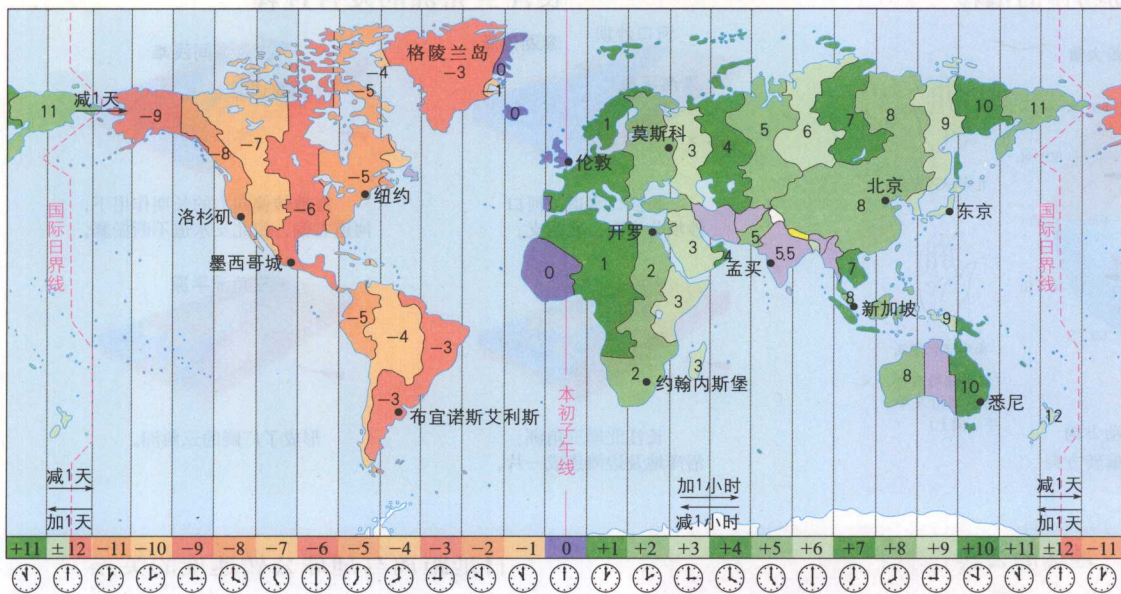 格陵兰岛
-4
-3
0
-5
-1
减1天
11
-9
0
10
11
-8
-7
1
莫斯科
3
4
5
6
7
8
9
伦敦
-5
纽约
北京
洛杉矶
-6
8
东京
国际日界线
开罗
国际日界线
墨西哥城
3
4
5
5,5
孟买
0
1
2
7
8
新加坡
-5
-4
3
-3
9
2
3
约翰内斯堡
8
10
-3
布宜诺斯艾利斯
本初子午线
悉尼
12
减1天
加1天
加1小时
减1小时
减1天
加1天
+11 ±12 -11 -10 -9 -8 -7 -6 -5 -4 -3 -2 -1 0 +1 +2 +3 +4 +5 +6 +7 +8 +9 +10 +11 ±12 -11